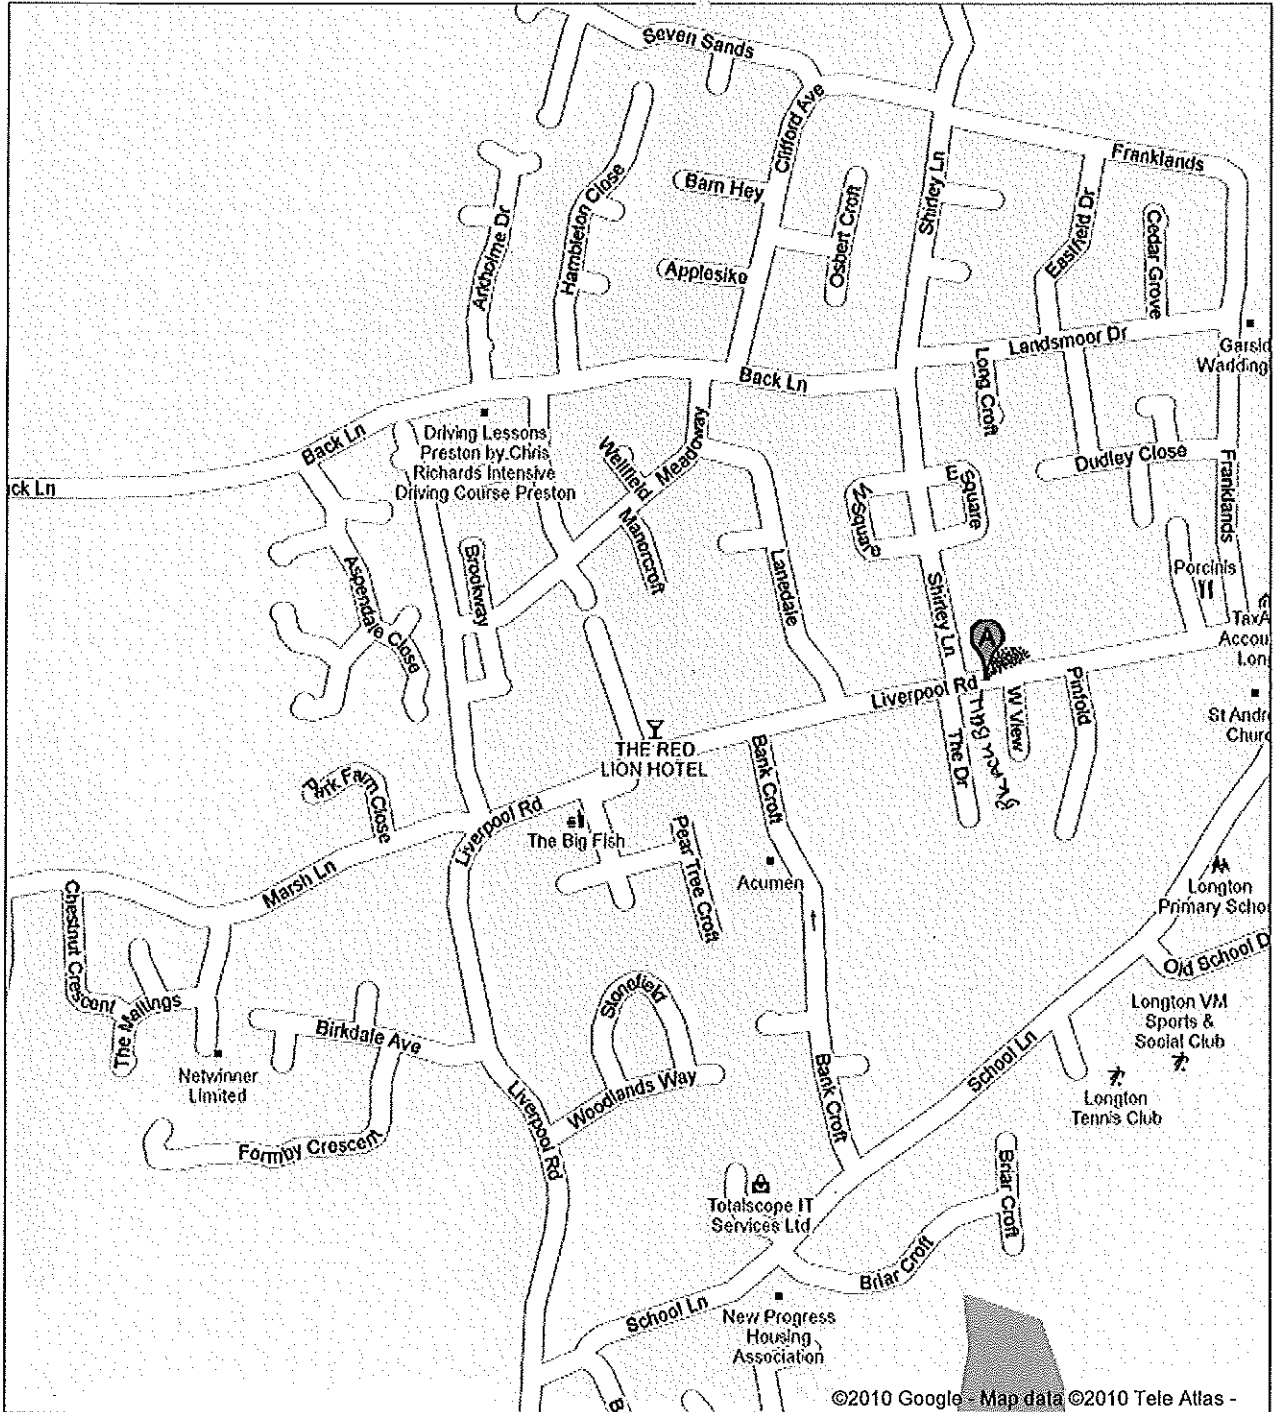 Seven Sands
Clifford Ave
Franklands
Barn Hey
Shirley Ln
Hambleton Close
Osbert Croft
Eastfield Dr
Cedar Grove
Arkholme Dr
Applesike
Landsmoor Dr
Garsid
Wadding
Long Croft
Back Ln
Back Ln
ck Ln
Driving Lessons
Preston by Chris
Richards Intensive
Driving Course Preston
Wellfield
Meadoway
Manorcroft
E Square
W Square
Dudley Close
Franklands
Aspendale Close
Brookway
Lanedale
Shirley Ln
Porcinis
TaxA
Accou
Lon
A
Liverpool Rd
W View
Pinfold
St Andr
Churc
The Dr
THE RED
LION HOTEL
Bank Croft
Park Farm Close
Liverpool Rd
The Big Fish
Pear Tree Croft
Acumen
Marsh Ln
Longton
Primary Schoo
Chestnut Crescent
Old School D
The Maltings
Stonefield
Longton VM
Sports &
Social Club
Birkdale Ave
Netwinner
Limited
Woodlands Way
Liverpool Rd
Bank Croft
School Ln
Longton
Tennis Club
Formby Crescent
Briar Croft
Totalscope IT
Services Ltd
Briar Croft
School Ln
New Progress
Housing
Association
B
©2010 Google - Map data ©2010 Tele Atlas -